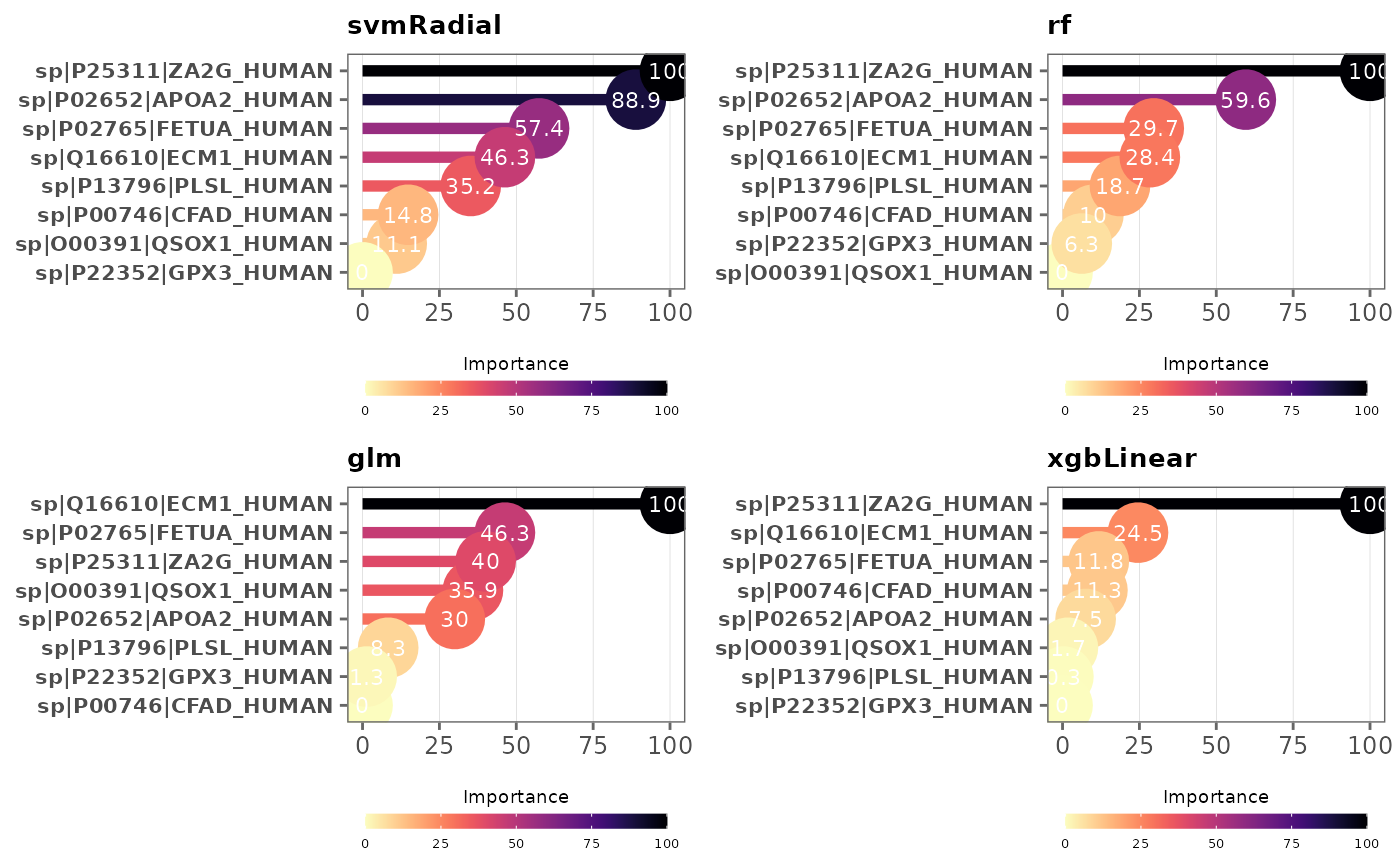 svmRadial
sp|P25311|ZA2G_HUMAN 100
sp|P02652|APOA2_HUMAN 88.9
sp|P02765|FETUA_HUMAN 57.4
sp|Q16610|ECM1_HUMAN 46.3
sp|P13796|PLSL_HUMAN 35.2
sp|P00746|CFAD_HUMAN 14.8
sp|O00391|QSOX1_HUMAN 11.1
sp|P22352|GPX3_HUMAN 0
0 25 50 75 100
Importance
0 25 50 75 100
rf
sp|P25311|ZA2G_HUMAN 100
sp|P02652|APOA2_HUMAN 59.6
sp|P02765|FETUA_HUMAN 29.7
sp|Q16610|ECM1_HUMAN 28.4
sp|P13796|PLSL_HUMAN 18.7
sp|P00746|CFAD_HUMAN 10
sp|P22352|GPX3_HUMAN 6.3
sp|O00391|QSOX1_HUMAN 0
0 25 50 75 100
Importance
0 25 50 75 100
glm
sp|Q16610|ECM1_HUMAN 100
sp|P02765|FETUA_HUMAN 46.3
sp|P25311|ZA2G_HUMAN 40
sp|O00391|QSOX1_HUMAN 35.9
sp|P02652|APOA2_HUMAN 30
sp|P13796|PLSL_HUMAN 8.3
sp|P22352|GPX3_HUMAN 1.3
sp|P00746|CFAD_HUMAN 0
0 25 50 75 100
Importance
0 25 50 75 100
xgbLinear
sp|P25311|ZA2G_HUMAN 100
sp|Q16610|ECM1_HUMAN 24.5
sp|P02765|FETUA_HUMAN 11.8
sp|P00746|CFAD_HUMAN 11.3
sp|P02652|APOA2_HUMAN 7.5
sp|O00391|QSOX1_HUMAN 1.7
sp|P13796|PLSL_HUMAN 0.3
sp|P22352|GPX3_HUMAN 0
0 25 50 75 100
Importance
0 25 50 75 100